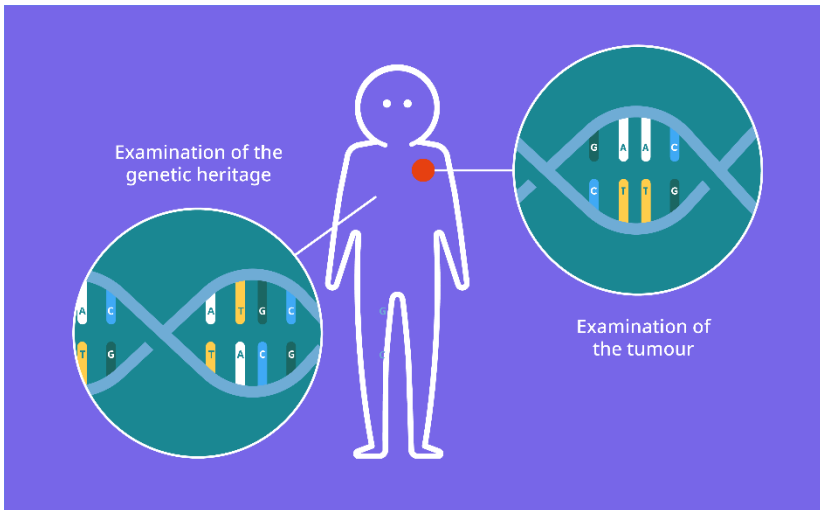 Examination of the
genetic heritage
G A A C
C T T G
A C A T G C
T G T A C G
G
C
Examination of
the tumour